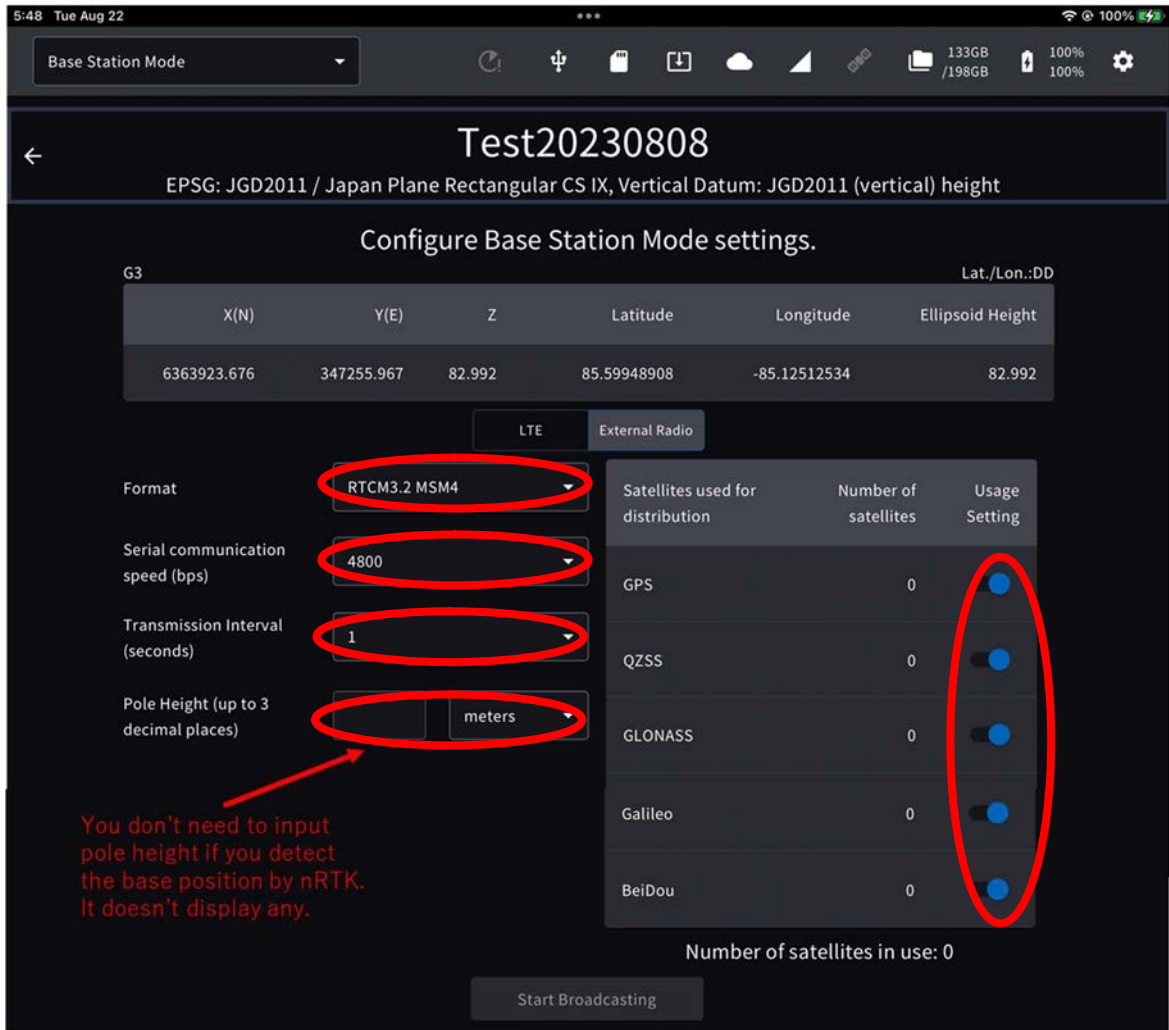 5:48 Tue Aug 22
100%
Base Station Mode
133GB
/198GB
100%
100%
Test20230808
EPSG: JGD2011 / Japan Plane Rectangular CS IX, Vertical Datum: JGD2011 (vertical) height
Configure Base Station Mode settings.
G3 Lat./Lon.:DD
X(N) Y(E) Z Latitude Longitude Ellipsoid Height
6363923.676 347255.967 82.992 85.59948908 -85.12512534 82.992
LTE External Radio
Format RTCM3.2 MSM4
Serial communication
speed (bps)
4800
Transmission Interval
(seconds)
1
Pole Height (up to 3
decimal places)
meters
You don't need to input
pole height if you detect
the base position by nRTK.
It doesn't display any.
Satellites used for
distribution
Number of
satellites
Usage
Setting
GPS 0
QZSS 0
GLONASS 0
Galileo 0
BeiDou 0
Number of satellites in use: 0
Start Broadcasting